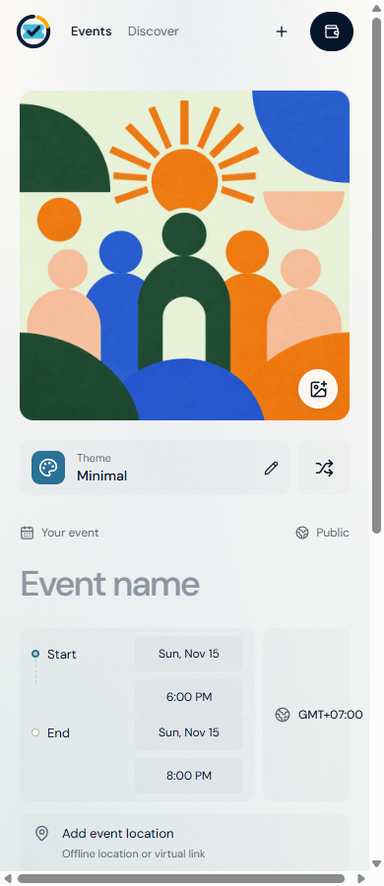 Events Discover
Theme
Minimal
Your event Public
Event name
Start Sun, Nov 15
6:00 PM
GMT+07:00
End Sun, Nov 15
8:00 PM
Add event location
Offline location or virtual link